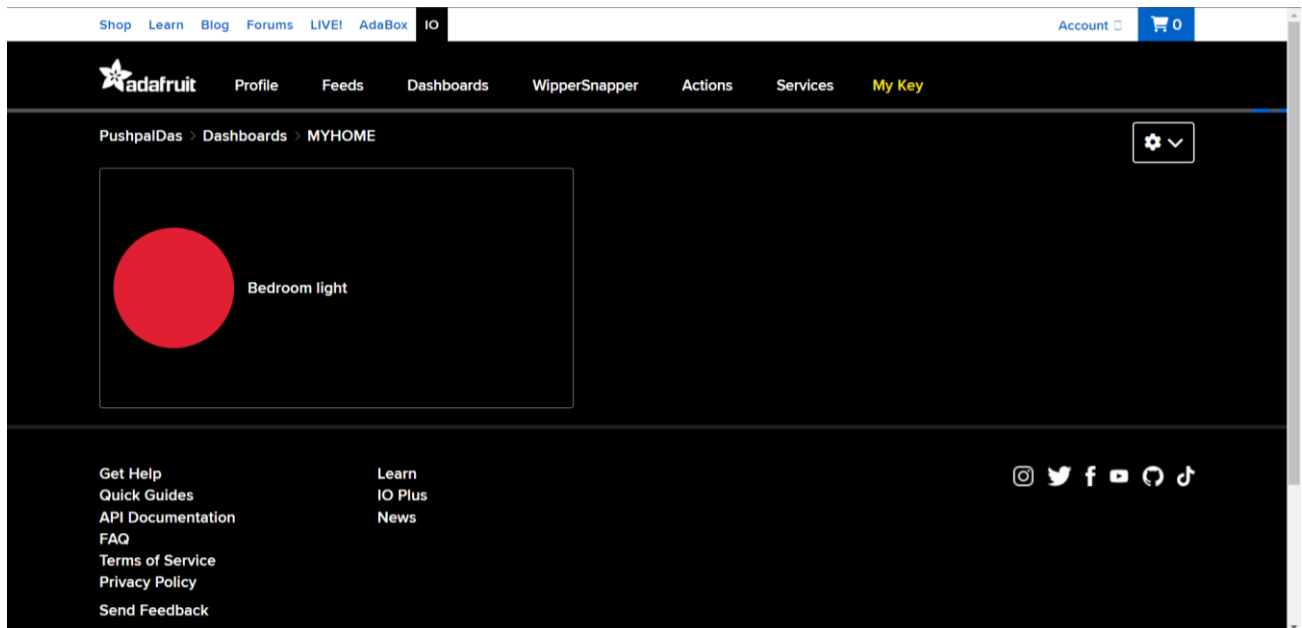 Shop Learn Blog Forums LIVE! AdaBox IO Account 0
adafruit Profile Feeds Dashboards WipperSnapper Actions Services My Key
PushpalDas > Dashboards > MYHOME
Bedroom light
Get Help
Quick Guides
API Documentation
FAQ
Terms of Service
Privacy Policy
Send Feedback
Learn
IO Plus
News